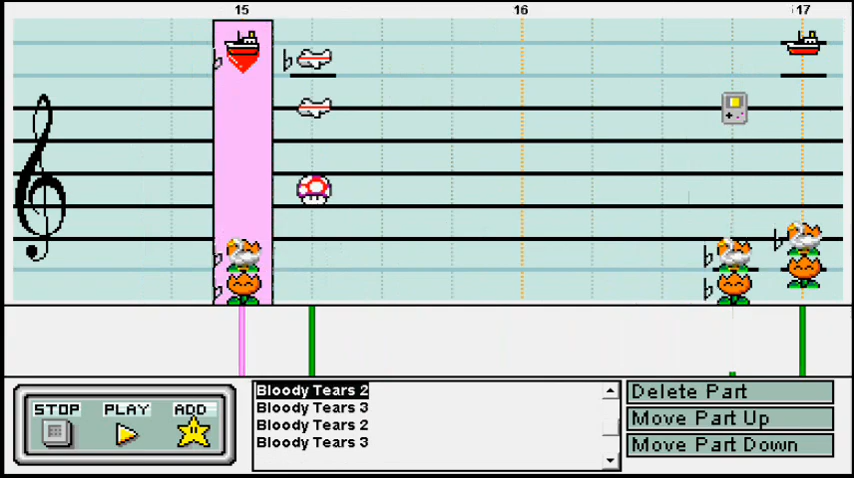 15 16 17
Bloody Tears 2
Bloody Tears 3
Bloody Tears 2
Bloody Tears 3
STOP PLAY ADD
Delete Part
Move Part Up
Move Part Down